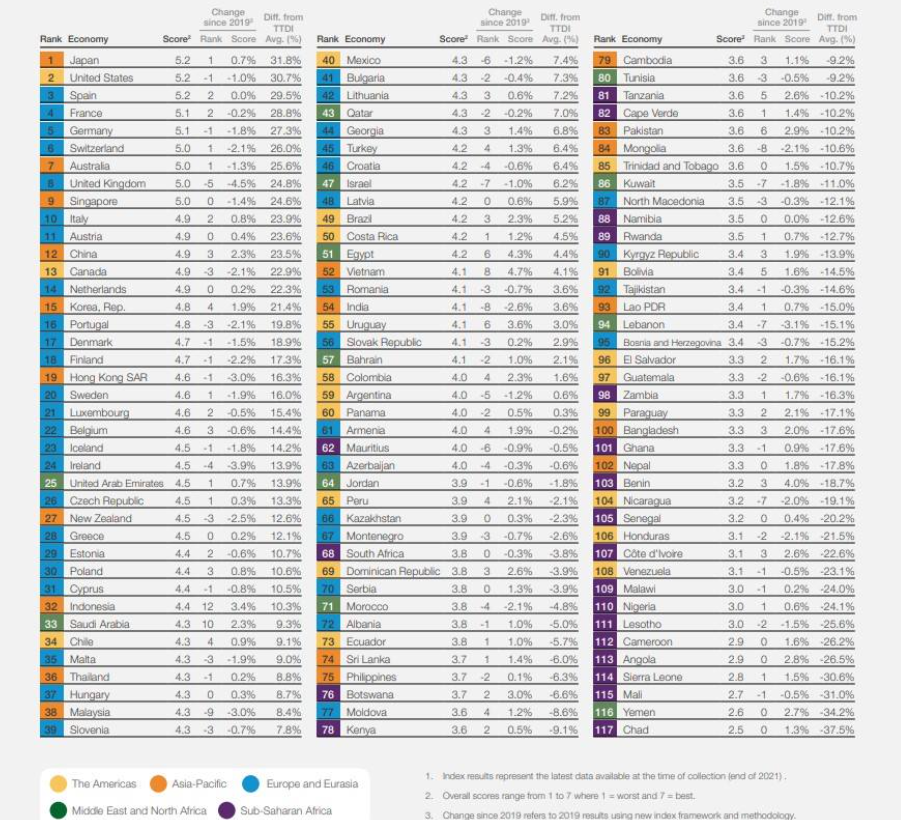 Change since 2019³ Diff. from TTDI
Rank Economy Score² Rank Score Avg. (%)
1 Japan 5.2 1 0.7% 31.8%
2 United States 5.2 -1 -1.0% 30.7%
3 Spain 5.2 2 0.0% 29.5%
4 France 5.1 2 -0.2% 28.8%
5 Germany 5.1 -1 -1.8% 27.3%
6 Switzerland 5.0 1 -2.1% 26.0%
7 Australia 5.0 1 -1.3% 25.6%
8 United Kingdom 5.0 -5 -4.5% 24.8%
9 Singapore 5.0 0 -1.4% 24.6%
10 Italy 4.9 2 0.8% 23.9%
11 Austria 4.9 0 0.4% 23.6%
12 China 4.9 3 2.3% 23.5%
13 Canada 4.9 -3 -2.1% 22.9%
14 Netherlands 4.9 0 0.2% 22.3%
15 Korea, Rep. 4.8 4 1.9% 21.4%
16 Portugal 4.8 -3 -2.1% 19.8%
17 Denmark 4.7 -1 -1.5% 18.9%
18 Finland 4.7 -1 -2.2% 17.3%
19 Hong Kong SAR 4.6 -1 -3.0% 16.3%
20 Sweden 4.6 1 -1.9% 16.0%
21 Luxembourg 4.6 2 -0.5% 15.4%
22 Belgium 4.6 3 -0.6% 14.4%
23 Iceland 4.5 -1 -1.8% 14.2%
24 Ireland 4.5 -4 -3.9% 13.9%
25 United Arab Emirates 4.5 1 0.7% 13.9%
26 Czech Republic 4.5 1 0.3% 13.3%
27 New Zealand 4.5 -3 -2.5% 12.6%
28 Greece 4.5 0 0.2% 12.1%
29 Estonia 4.4 2 -0.6% 10.7%
30 Poland 4.4 3 0.8% 10.6%
31 Cyprus 4.4 -1 -0.8% 10.5%
32 Indonesia 4.4 12 3.4% 10.3%
33 Saudi Arabia 4.3 10 2.3% 9.3%
34 Chile 4.3 4 0.9% 9.1%
35 Malta 4.3 -3 -1.9% 9.0%
36 Thailand 4.3 -1 0.2% 8.8%
37 Hungary 4.3 0 0.3% 8.7%
38 Malaysia 4.3 -9 -3.0% 8.4%
39 Slovenia 4.3 -3 -0.7% 7.8%
Change since 2019³ Diff. from TTDI
Rank Economy Score² Rank Score Avg. (%)
40 Mexico 4.3 -6 -1.2% 7.4%
41 Bulgaria 4.3 -2 -0.4% 7.3%
42 Lithuania 4.3 3 0.6% 7.2%
43 Qatar 4.3 -2 -0.2% 7.0%
44 Georgia 4.3 3 1.4% 6.8%
45 Turkey 4.2 4 1.3% 6.4%
46 Croatia 4.2 -4 -0.6% 6.4%
47 Israel 4.2 -7 -1.0% 6.2%
48 Latvia 4.2 0 0.6% 5.9%
49 Brazil 4.2 3 2.3% 5.2%
50 Costa Rica 4.2 1 1.2% 4.5%
51 Egypt 4.2 6 4.3% 4.4%
52 Vietnam 4.1 8 4.7% 4.1%
53 Romania 4.1 -3 -0.7% 3.6%
54 India 4.1 -8 -2.6% 3.6%
55 Uruguay 4.1 6 3.6% 3.0%
56 Slovak Republic 4.1 -3 0.2% 2.9%
57 Bahrain 4.1 -2 1.0% 2.1%
58 Colombia 4.0 4 2.3% 1.6%
59 Argentina 4.0 -5 -1.2% 0.6%
60 Panama 4.0 -2 0.5% 0.3%
61 Armenia 4.0 4 1.9% -0.2%
62 Mauritius 4.0 -6 -0.9% -0.5%
63 Azerbaijan 4.0 -4 -0.3% -0.6%
64 Jordan 3.9 -1 -0.6% -1.8%
65 Peru 3.9 4 2.1% -2.1%
66 Kazakhstan 3.9 0 0.3% -2.3%
67 Montenegro 3.9 -3 -0.7% -2.6%
68 South Africa 3.8 0 -0.3% -3.8%
69 Dominican Republic 3.8 3 2.6% -3.9%
70 Serbia 3.8 0 1.3% -3.9%
71 Morocco 3.8 -4 -2.1% -4.8%
72 Albania 3.8 -1 1.0% -5.0%
73 Ecuador 3.8 1 1.0% -5.7%
74 Sri Lanka 3.7 1 1.4% -6.0%
75 Philippines 3.7 -2 0.1% -6.3%
76 Botswana 3.7 2 3.0% -6.6%
77 Moldova 3.6 4 1.2% -8.6%
78 Kenya 3.6 2 0.5% -9.1%
Change since 2019³ Diff. from TTDI
Rank Economy Score² Rank Score Avg. (%)
79 Cambodia 3.6 3 1.1% -9.2%
80 Tunisia 3.6 -3 -0.5% -9.2%
81 Tanzania 3.6 5 2.6% -10.2%
82 Cape Verde 3.6 1 1.4% -10.2%
83 Pakistan 3.6 6 2.9% -10.2%
84 Mongolia 3.6 -8 -2.1% -10.6%
85 Trinidad and Tobago 3.6 0 1.5% -10.7%
86 Kuwait 3.5 -7 -1.8% -11.0%
87 North Macedonia 3.5 -3 -0.3% -12.1%
88 Namibia 3.5 0 0.0% -12.6%
89 Rwanda 3.5 1 0.7% -12.7%
90 Kyrgyz Republic 3.4 3 1.9% -13.9%
91 Bolivia 3.4 5 1.6% -14.5%
92 Tajikistan 3.4 -1 -0.3% -14.6%
93 Lao PDR 3.4 1 0.7% -15.0%
94 Lebanon 3.4 -7 -3.1% -15.1%
95 Bosnia and Herzegovina 3.4 -3 -0.7% -15.2%
96 El Salvador 3.3 2 1.7% -16.1%
97 Guatemala 3.3 -2 -0.6% -16.1%
98 Zambia 3.3 1 1.7% -16.3%
99 Paraguay 3.3 2 2.1% -17.1%
100 Bangladesh 3.3 3 2.0% -17.6%
101 Ghana 3.3 -1 0.9% -17.6%
102 Nepal 3.3 0 1.8% -17.8%
103 Benin 3.2 3 4.0% -18.7%
104 Nicaragua 3.2 -7 -2.0% -19.1%
105 Senegal 3.2 0 0.4% -20.2%
106 Honduras 3.1 -2 -2.1% -21.5%
107 Côte d'Ivoire 3.1 3 2.6% -22.6%
108 Venezuela 3.1 -1 -0.5% -23.1%
109 Malawi 3.0 -1 0.2% -24.0%
110 Nigeria 3.0 1 0.6% -24.1%
111 Lesotho 3.0 -2 -1.5% -25.6%
112 Cameroon 2.9 0 1.6% -26.2%
113 Angola 2.9 0 2.8% -26.5%
114 Sierra Leone 2.8 1 1.5% -30.6%
115 Mali 2.7 -1 -0.5% -31.0%
116 Yemen 2.6 0 2.7% -34.2%
117 Chad 2.5 0 1.3% -37.5%
The Americas Asia-Pacific Europe and Eurasia
Middle East and North Africa Sub-Saharan Africa
1. Index results represent the latest data available at the time of collection (end of 2021) .
2. Overall scores range from 1 to 7 where 1 = worst and 7 = best.
3. Change since 2019 refers to 2019 results using new index framework and methodology.